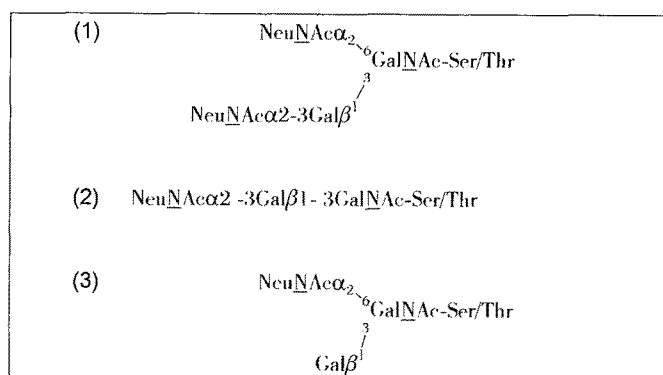 (1) NeuNAcα2
6GalNAc-Ser/Thr
3
NeuNAcα2-3Galβ1
(2) NeuNAcα2 -3Galβ1- 3GalNAc-Ser/Thr
(3) NeuNAcα2
6GalNAc-Ser/Thr
3
Galβ1